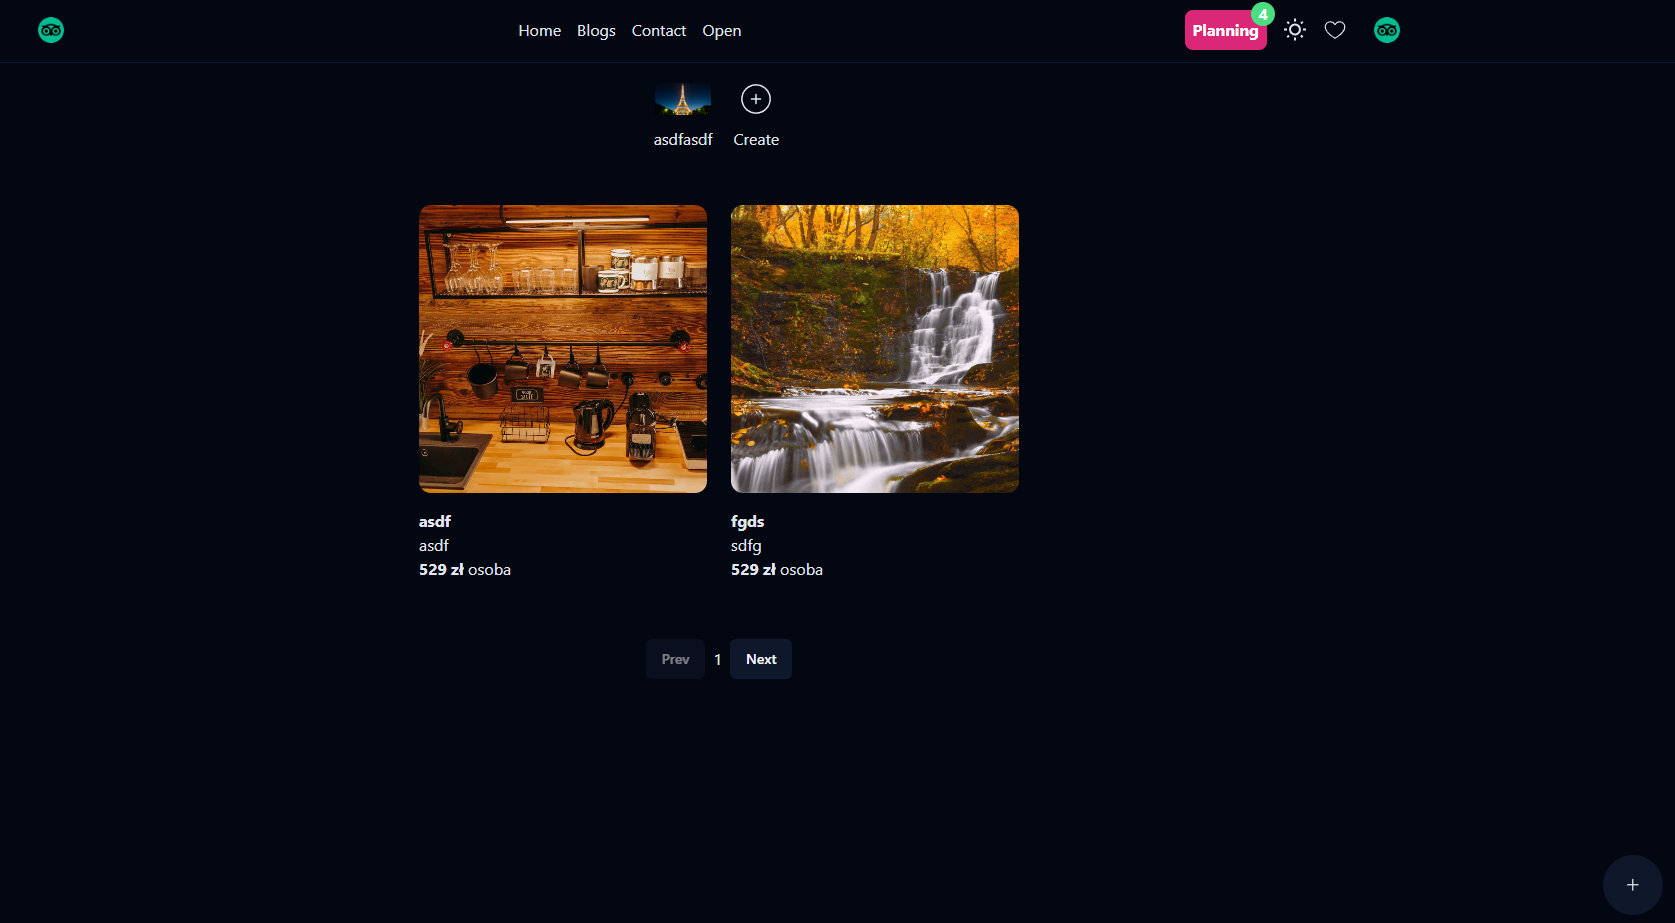 Home Blogs Contact Open
Planning 4
asdfasdf Create
asdf
asdf
529 zł osoba
fgds
sdfg
529 zł osoba
Prev 1 Next